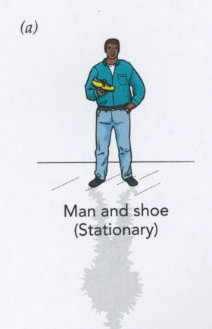 (a)
Man and shoe
(Stationary)